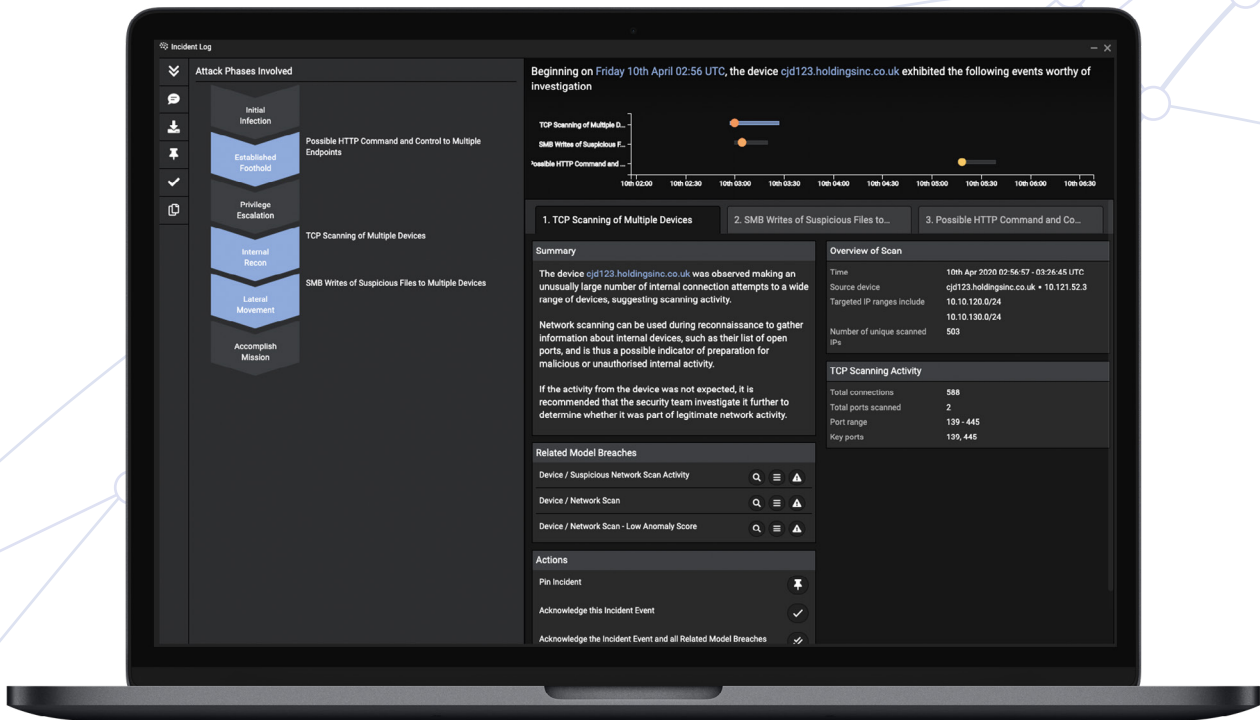 Incident Log
Attack Phases Involved
Initial
Infection
Established
Foothold
Possible HTTP Command and Control to Multiple
Endpoints
Privilege
Escalation
Internal
Recon
TCP Scanning of Multiple Devices
Lateral
Movement
SMB Writes of Suspicious Files to Multiple Devices
Accomplish
Mission
Beginning on Friday 10th April 02:56 UTC, the device cjd123.holdingsinc.co.uk exhibited the following events worthy of
investigation
TCP Scanning of Multiple D...
SMB Writes of Suspicious F...
Possible HTTP Command and ...
10th 02:00 10th 02:30 10th 03:00 10th 03:30 10th 04:00 10th 04:30 10th 05:00 10th 05:30 10th 06:00 10th 06:30
1. TCP Scanning of Multiple Devices
2. SMB Writes of Suspicious Files to...
3. Possible HTTP Command and Co...
Summary
The device cjd123.holdingsinc.co.uk was observed making an
unusually large number of internal connection attempts to a wide
range of devices, suggesting scanning activity.
Network scanning can be used during reconnaissance to gather
information about internal devices, such as their list of open
ports, and is thus a possible indicator of preparation for
malicious or unauthorised internal activity.
If the activity from the device was not expected, it is
recommended that the security team investigate it further to
determine whether it was part of legitimate network activity.
Related Model Breaches
Device / Suspicious Network Scan Activity
Device / Network Scan
Device / Network Scan - Low Anomaly Score
Actions
Pin Incident
Acknowledge this Incident Event
Acknowledge the Incident Event and all Related Model Breaches
Overview of Scan
Time 10th Apr 2020 02:56:57 - 03:26:45 UTC
Source device cjd123.holdingsinc.co.uk • 10.121.52.3
Targeted IP ranges include 10.10.120.0/24
10.10.130.0/24
Number of unique scanned 503
IPs
TCP Scanning Activity
Total connections 588
Total ports scanned 2
Port range 139 - 445
Key ports 139, 445